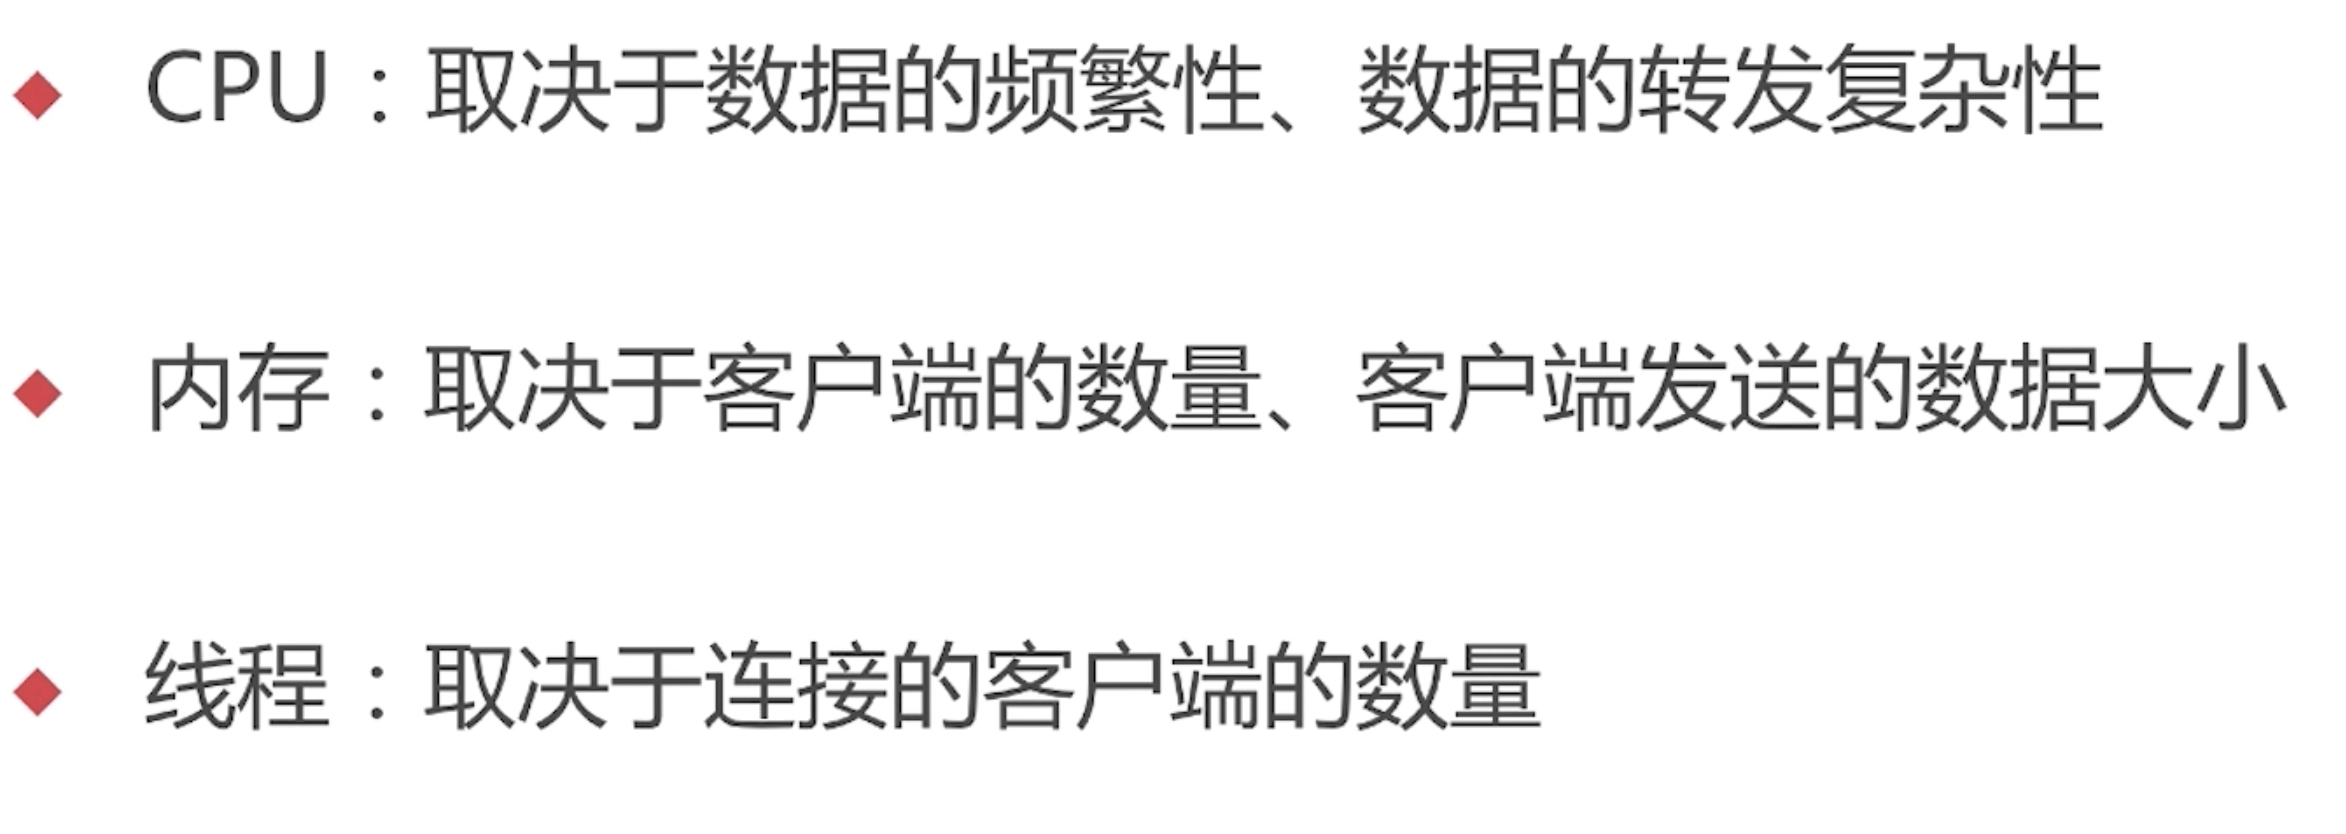 CPU：取决于数据的频繁性、数据的转发复杂性
内存：取决于客户端的数量、客户端发送的数据大小
线程：取决于连接的客户端的数量